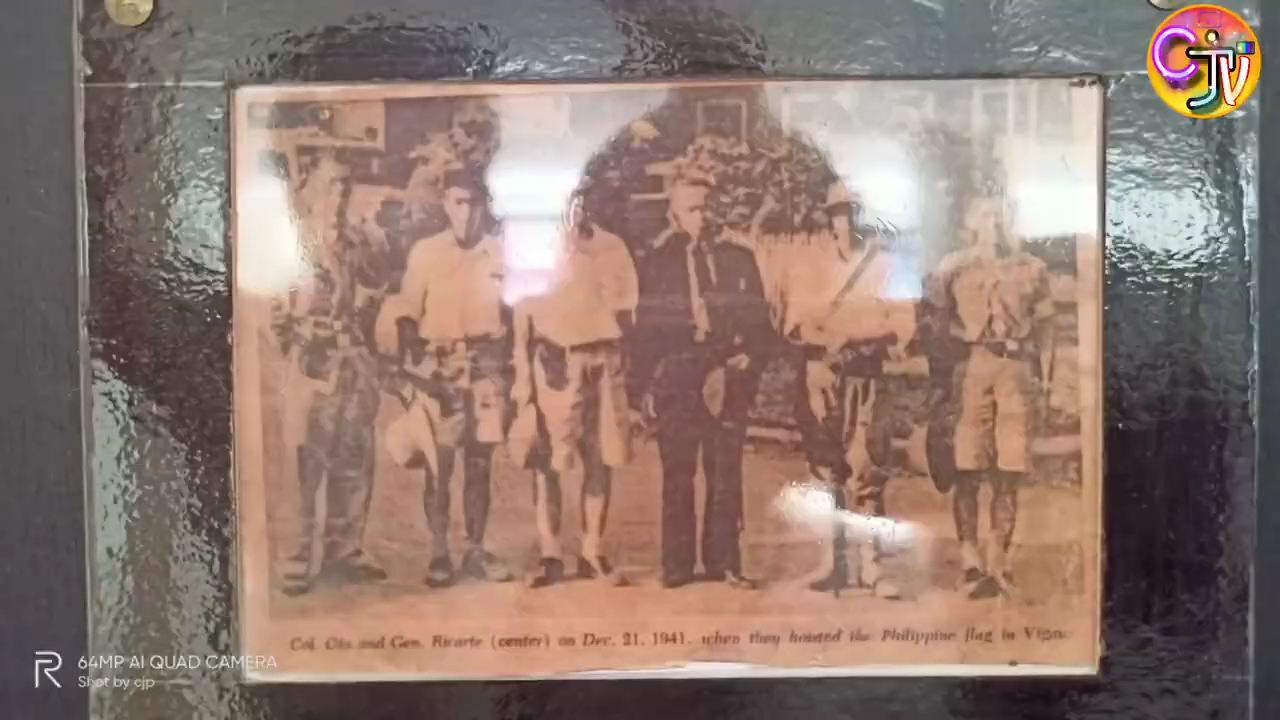 CJTV
Col. Ota and Gen. Ricarte (center) on Dec. 21, 1941, when they hoisted the Philippine flag in Vigan.
R
64MP AI QUAD CAMERA
Shot by cjp